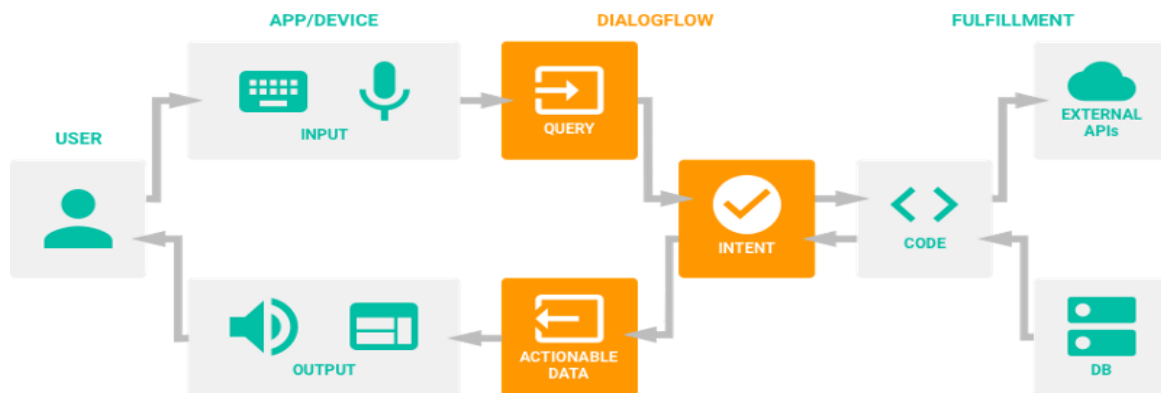 APP/DEVICE
DIALOGFLOW
FULFILLMENT
USER
INPUT
QUERY
EXTERNAL
APIs
INTENT
CODE
OUTPUT
ACTIONABLE
DATA
DB